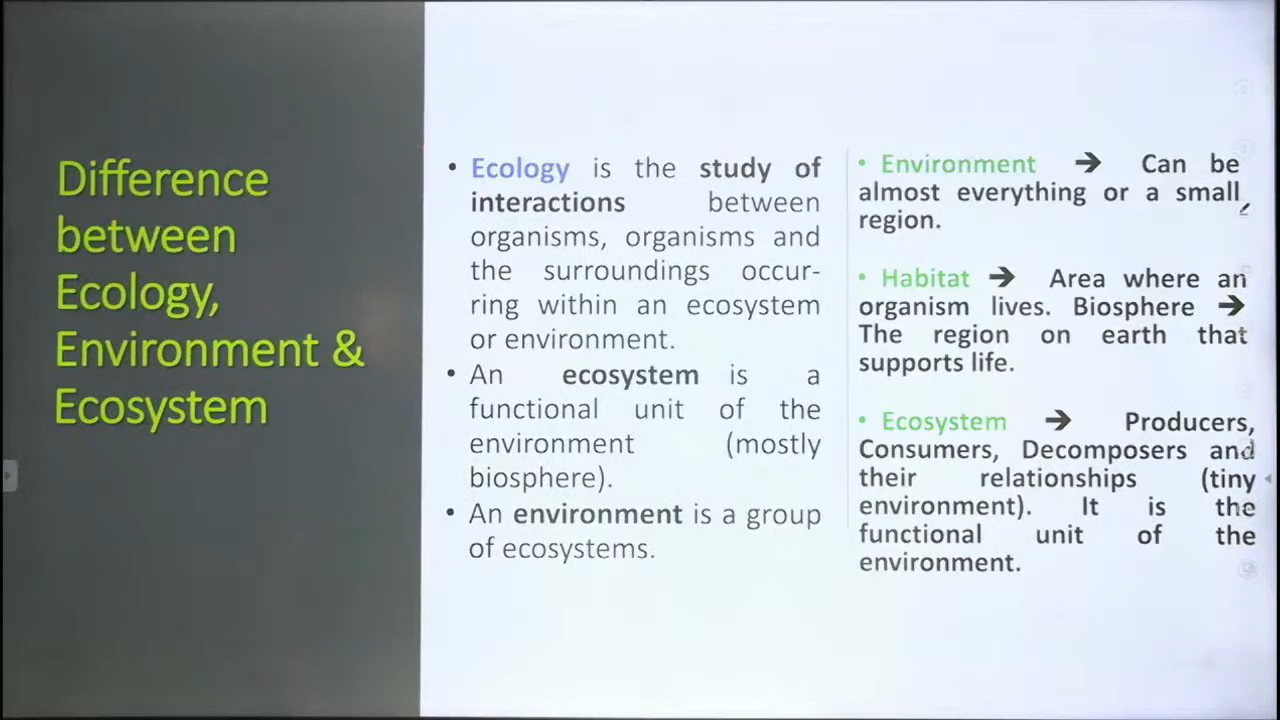 Difference
between
Ecology,
Environment &
Ecosystem
• Ecology is the study of
interactions between
organisms, organisms and
the surroundings occur-
ring within an ecosystem
or environment.
• An ecosystem is a
functional unit of the
environment (mostly
biosphere).
• An environment is a group
of ecosystems.
• Environment ➔ Can be
almost everything or a small
region.
• Habitat ➔ Area where an
organism lives. Biosphere ➔
The region on earth that
supports life.
• Ecosystem ➔ Producers,
Consumers, Decomposers and
their relationships (tiny
environment). It is the
functional unit of the
environment.